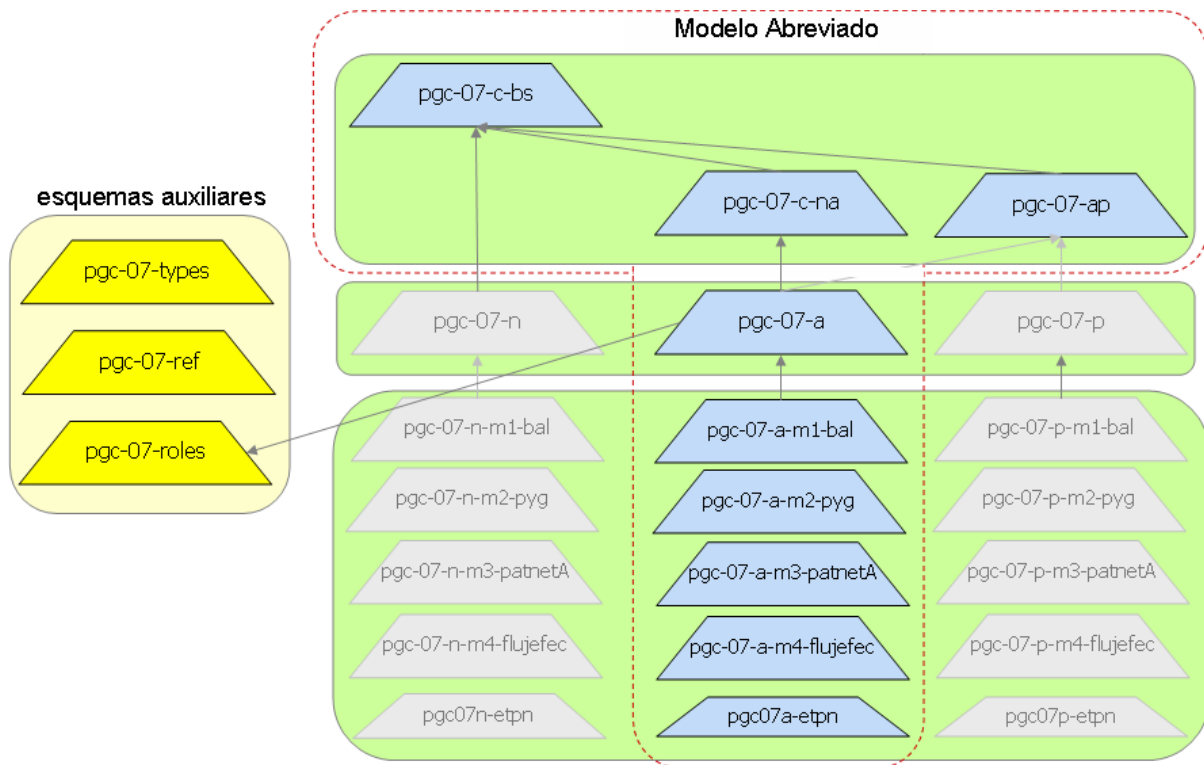 Modelo Abreviado
pgc-07-c-bs
esquemas auxiliares
pgc-07-c-na
pgc-07-ap
pgc-07-types
pgc-07-n
pgc-07-a
pgc-07-p
pgc-07-ref
pgc-07-roles
pgc-07-n-m1-bal
pgc-07-a-m1-bal
pgc-07-p-m1-bal
pgc-07-n-m2-pyg
pgc-07-a-m2-pyg
pgc-07-p-m2-pyg
pgc-07-n-m3-patnetA
pgc-07-a-m3-patnetA
pgc-07-p-m3-patnetA
pgc-07-n-m4-flujefec
pgc-07-a-m4-flujefec
pgc-07-p-m4-flujefec
pgc07n-etpn
pgc07a-etpn
pgc07p-etpn